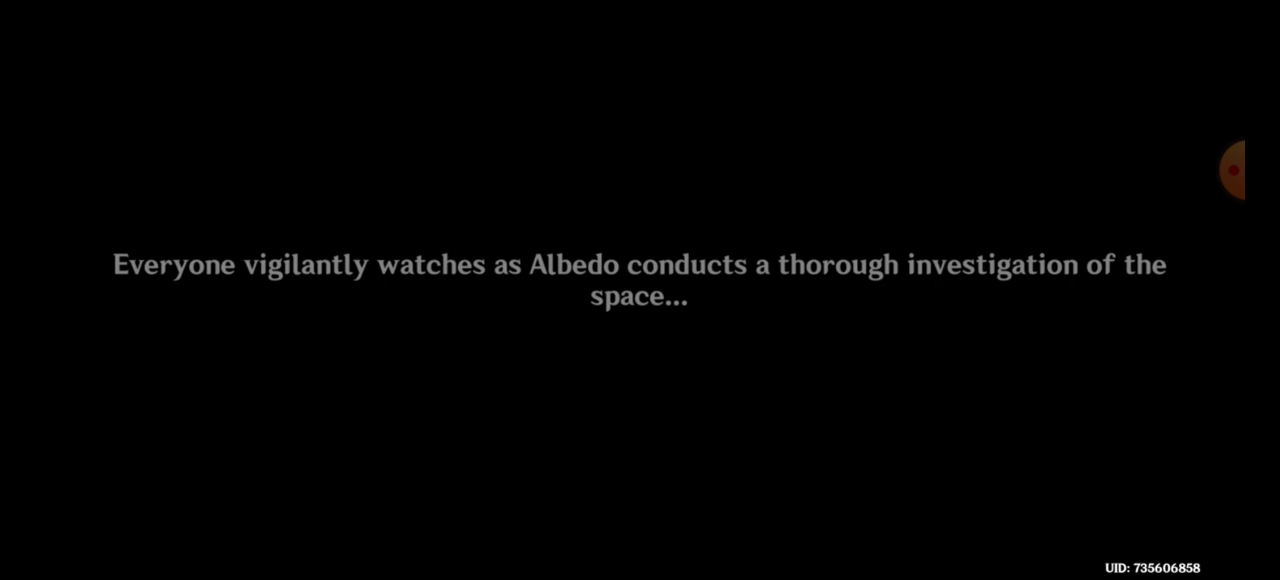 Everyone vigilantly watches as Albedo conducts a thorough investigation of the
space...
UID: 735606858